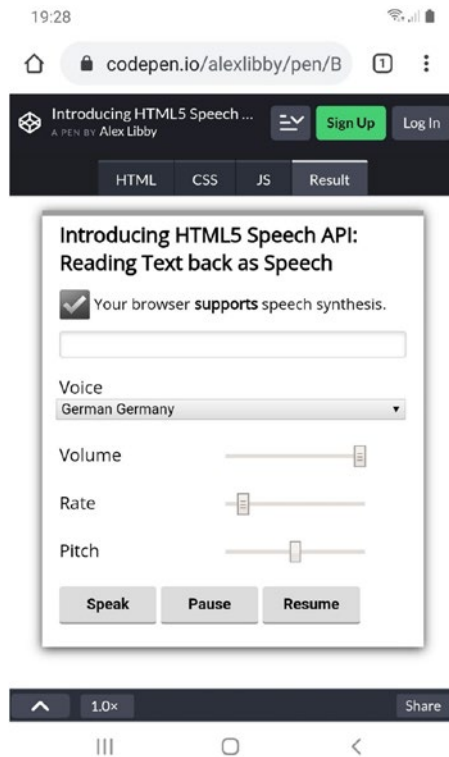 19:28
codepen.io/alexlibby/pen/B
1
Introducing HTML5 Speech ...
A PEN BY Alex Libby
Sign Up
Log In
HTML CSS JS Result
Introducing HTML5 Speech API:
Reading Text back as Speech
Your browser supports speech synthesis.
Voice
German Germany
Volume
Rate
Pitch
Speak Pause Resume
1.0×
Share